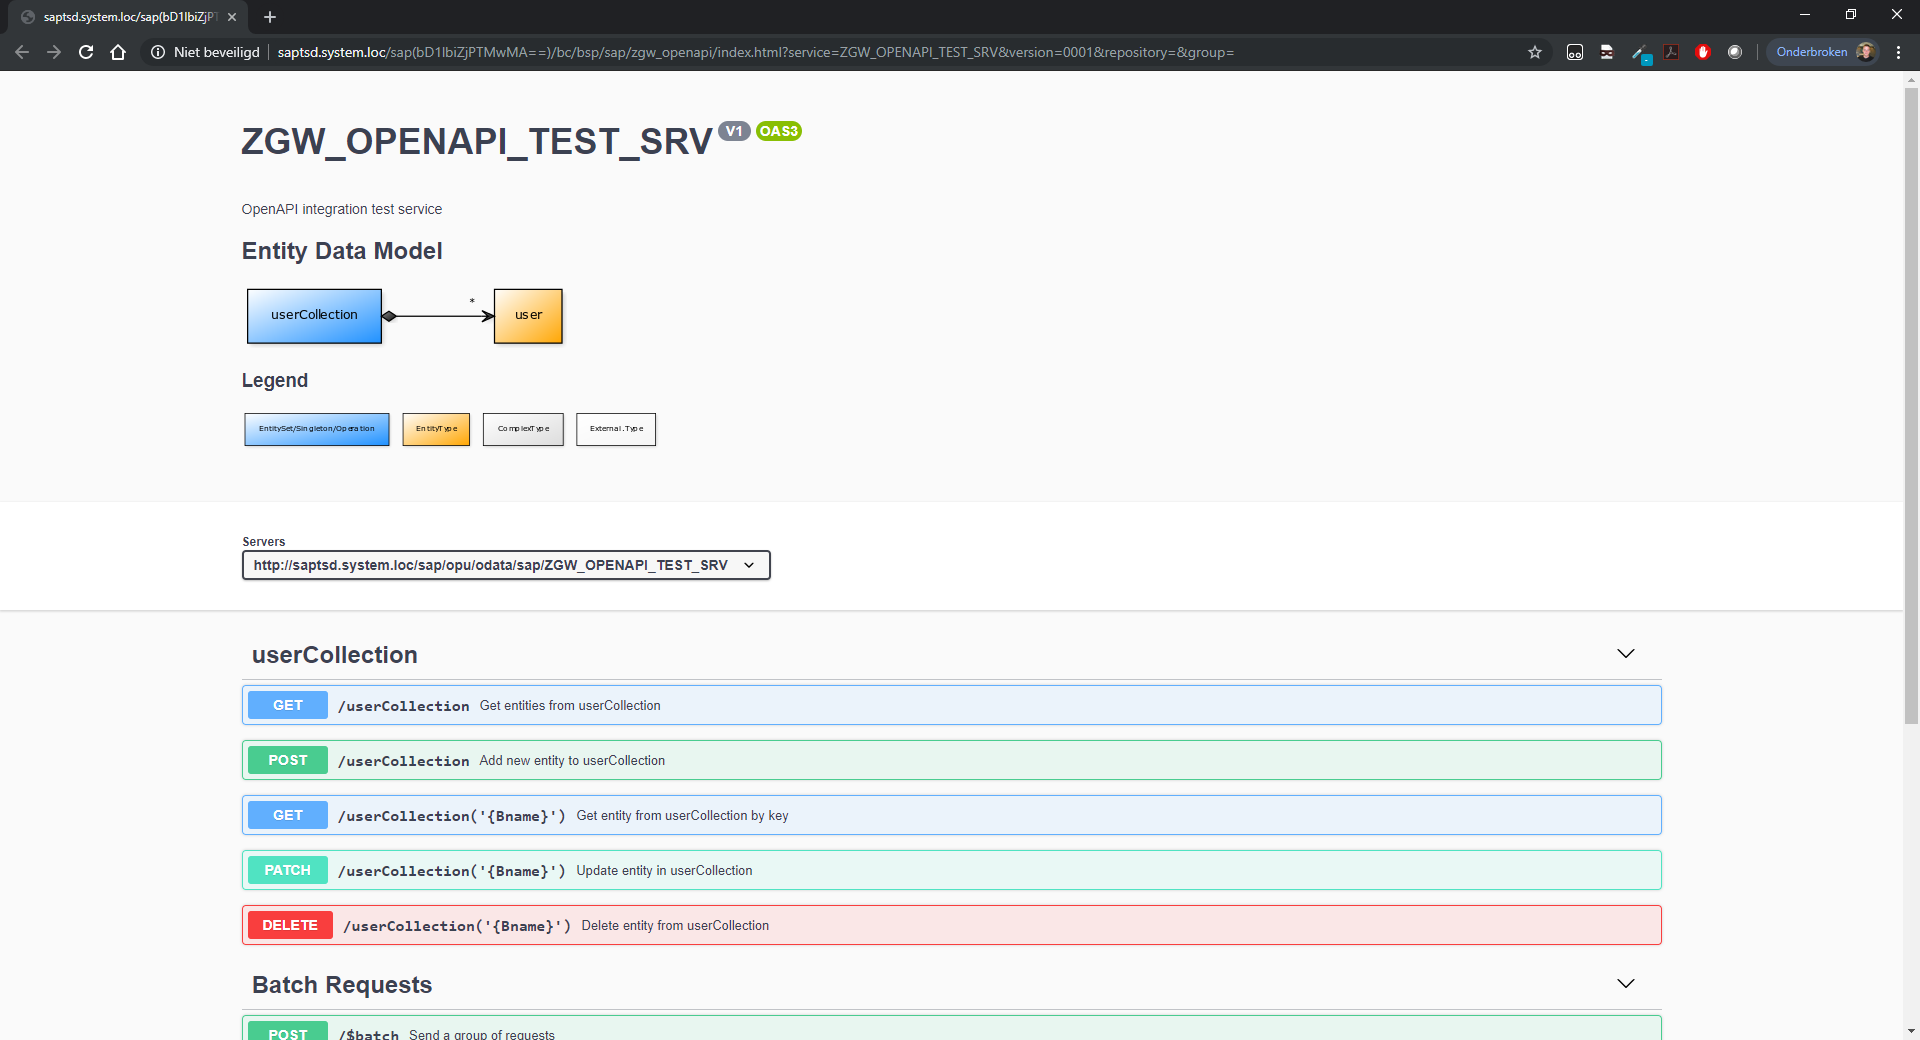 saptsd.system.loc/sap(bD1lbiZjPT
Niet beveiligd
saptsd.system.loc/sap(bD1lbiZjPTMwMA==)/bc/bsp/sap/zgw_openapi/index.html?service=ZGW_OPENAPI_TEST_SRV&version=0001&repository=&group=
Onderbroken
ZGW_OPENAPI_TEST_SRV V1 OAS3
OpenAPI integration test service
Entity Data Model
userCollection * user
Legend
EntitySet/Singleton/Operation EntityType ComplexType External.Type
Servers
http://saptsd.system.loc/sap/opu/odata/sap/ZGW_OPENAPI_TEST_SRV
userCollection
GET /userCollection Get entities from userCollection
POST /userCollection Add new entity to userCollection
GET /userCollection('{Bname}') Get entity from userCollection by key
PATCH /userCollection('{Bname}') Update entity in userCollection
DELETE /userCollection('{Bname}') Delete entity from userCollection
Batch Requests
POST /$batch Send a group of requests